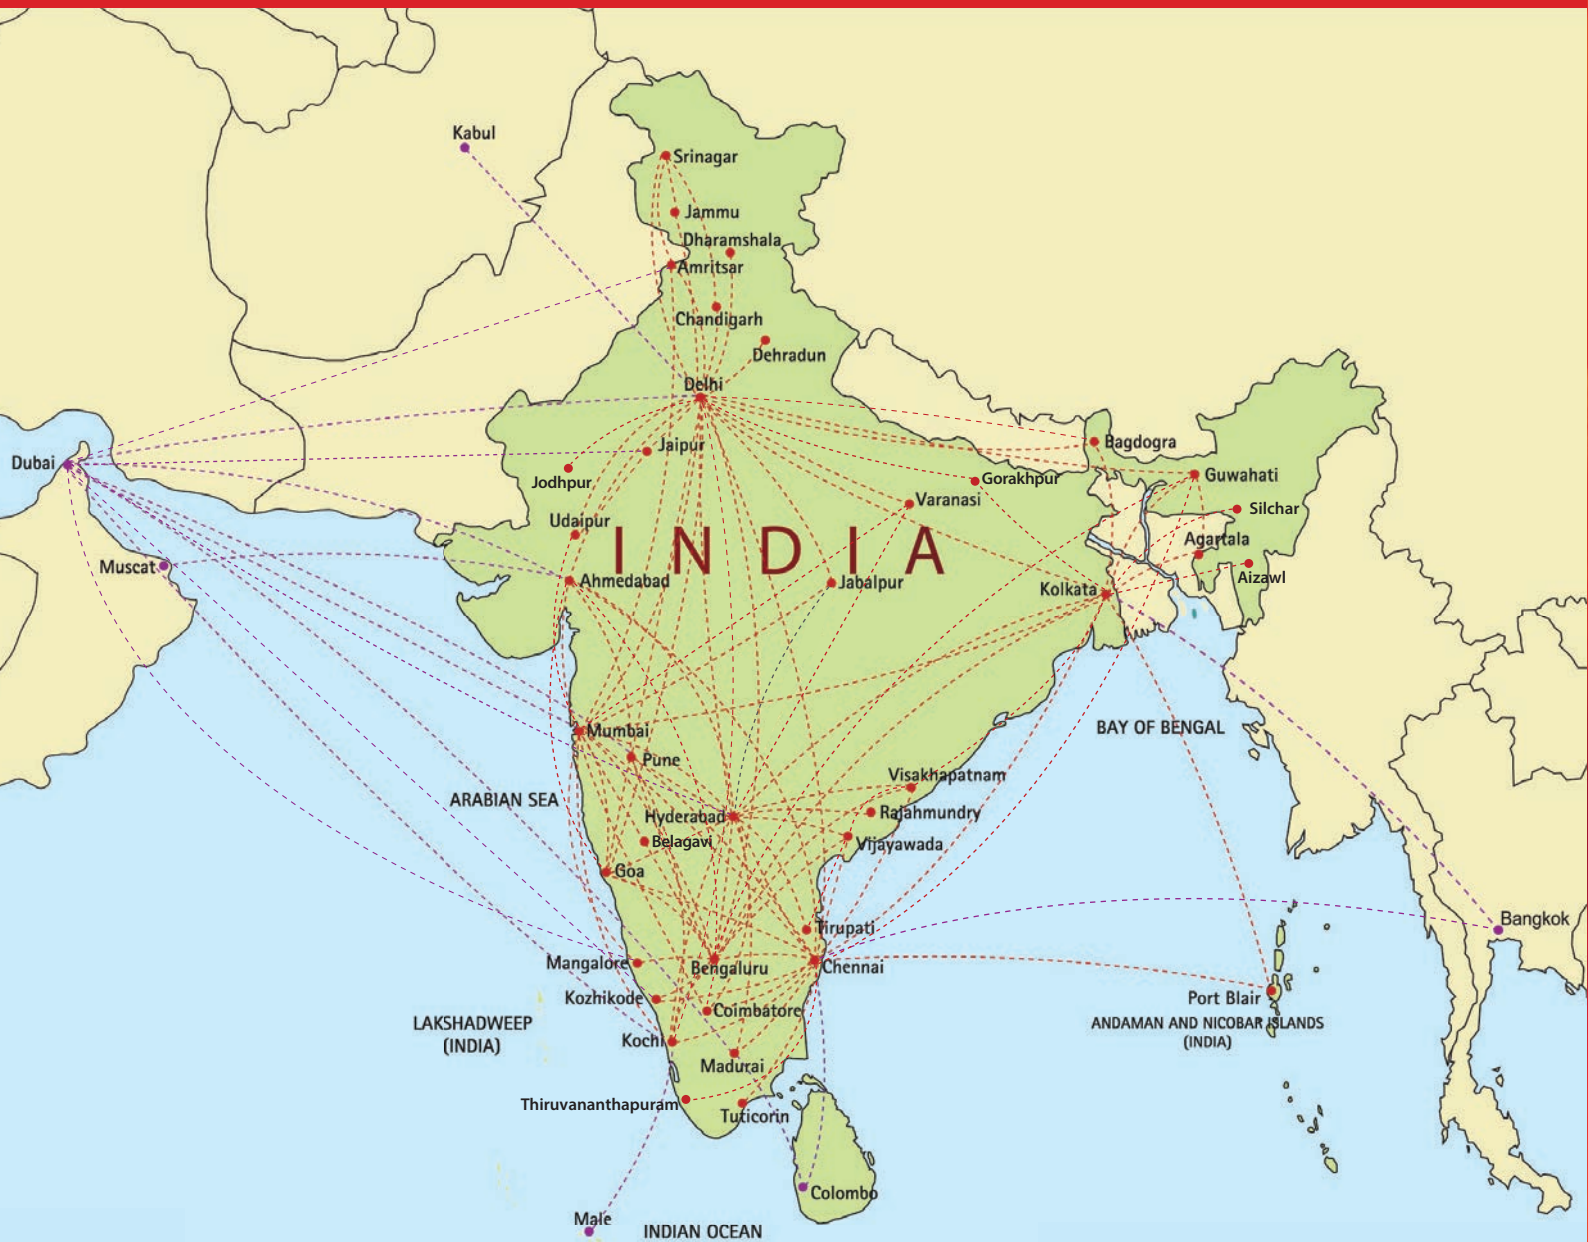 Kabul
Srinagar
Jammu
Dharamshala
Amritsar
Chandigarh
Dehradun
Delhi
Jaipur
Bagdogra
Dubai
Guwahati
Jodhpur
Gorakhpur
Varanasi
Silchar
Udaipur
INDIA
Agartala
Muscat
Ahmedabad
Jabalpur
Kolkata
Aizawl
Mumbai
BAY OF BENGAL
Pune
Visakhapatnam
ARABIAN SEA
Hyderabad
Rajahmundry
Belagavi
Vijayawada
Goa
Bangkok
Tirupati
Mangalore
Bengaluru
Chennai
Kozhikode
Port Blair
Coimbatore
LAKSHADWEEP
(INDIA)
ANDAMAN AND NICOBAR ISLANDS
(INDIA)
Kochi
Madurai
Thiruvananthapuram
Tuticorin
Colombo
Male
INDIAN OCEAN